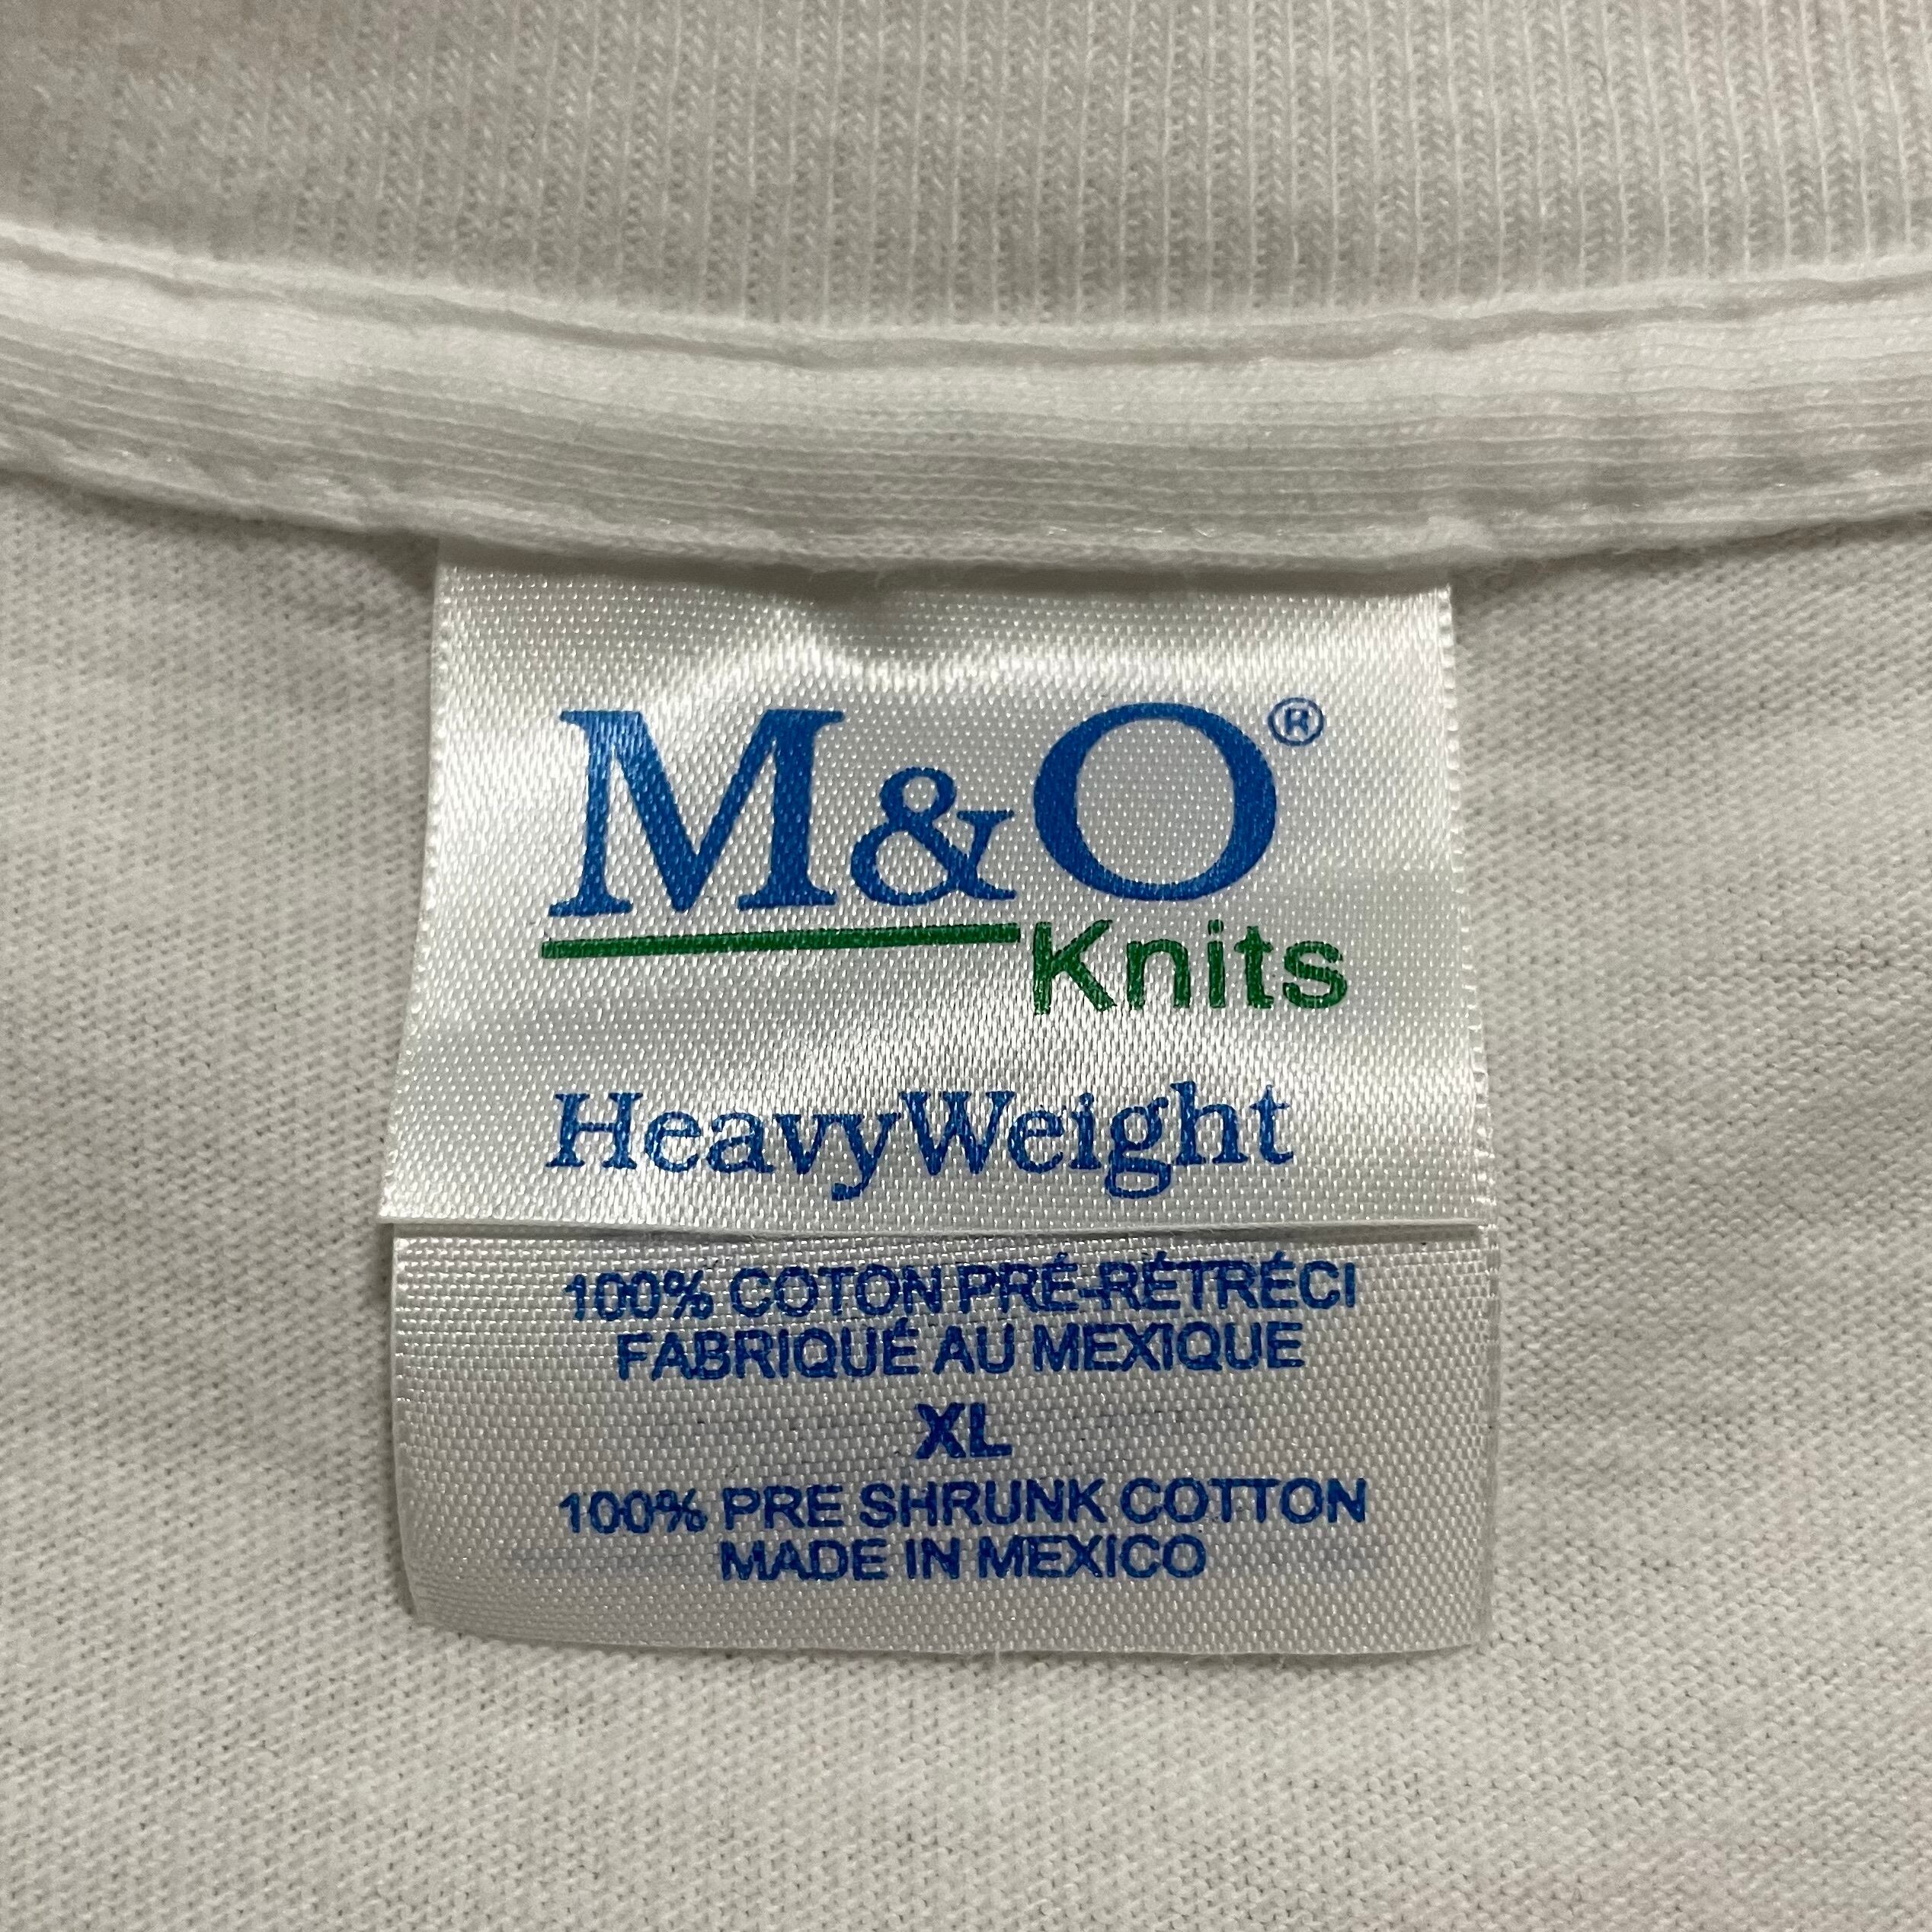 M&O®
Knits
HeavyWeight
100% COTON PRÉ-RÉTRÉCI
FABRIQUÉ AU MEXIQUE
XL
100% PRE SHRUNK COTTON
MADE IN MEXICO